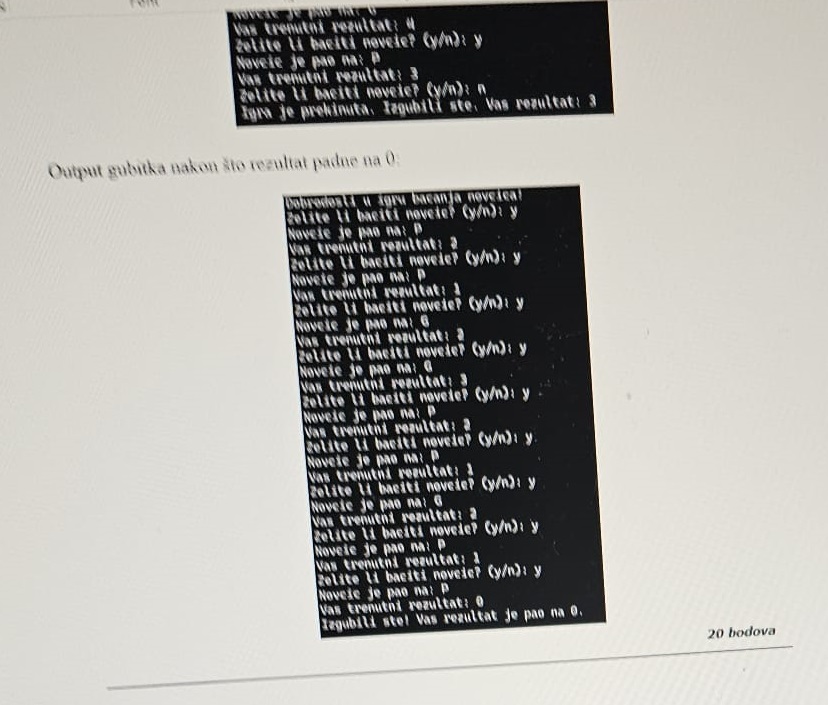 Novcic je pao na: G
Vas trenutni rezultat: 4
Zelite li baciti novcic? (y/n): y
Novcic je pao na: P
Vas trenutni rezultat: 3
Zelite li baciti novcic? (y/n): n
Igra je prekinuta. Izgubili ste. Vas rezultat: 3
Output gubitka nakon što rezultat padne na 0:
Dobrodosli u igru bacanja novcica!
Zelite li baciti novcic? (y/n): y
Novcic je pao na: P
Vas trenutni rezultat: 2
Zelite li baciti novcic? (y/n): y
Novcic je pao na: P
Vas trenutni rezultat: 1
Zelite li baciti novcic? (y/n): y
Novcic je pao na: G
Vas trenutni rezultat: 2
Zelite li baciti novcic? (y/n): y
Novcic je pao na: G
Vas trenutni rezultat: 3
Zelite li baciti novcic? (y/n): y
Novcic je pao na: P
Vas trenutni rezultat: 2
Zelite li baciti novcic? (y/n): y
Novcic je pao na: P
Vas trenutni rezultat: 1
Zelite li baciti novcic? (y/n): y
Novcic je pao na: G
Vas trenutni rezultat: 2
Zelite li baciti novcic? (y/n): y
Novcic je pao na: P
Vas trenutni rezultat: 1
Zelite li baciti novcic? (y/n): y
Novcic je pao na: P
Vas trenutni rezultat: 0
Izgubili ste! Vas rezultat je pao na 0.
20 bodova